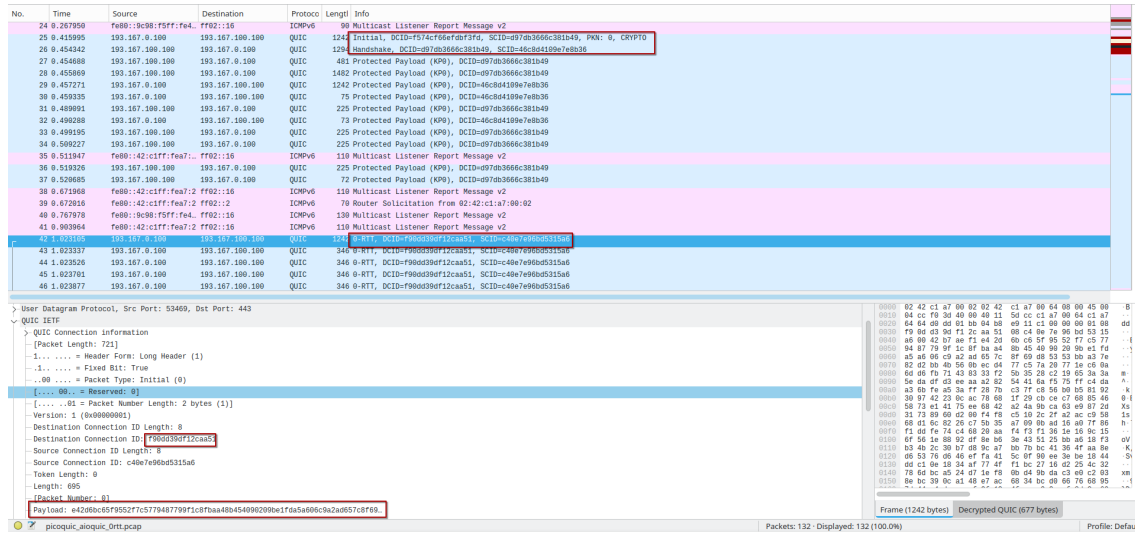 No. Time Source Destination Protoco Lengtl Info
24 0.267950 fe80::9c98:f5ff:fe4… ff02::16 ICMPv6 90 Multicast Listener Report Message v2
25 0.415995 193.167.0.100 193.167.100.100 QUIC 1242 Initial, DCID=f574cf66efdbf3fd, SCID=d97db3666c381b49, PKN: 0, CRYPTO
26 0.454342 193.167.100.100 193.167.0.100 QUIC 1294 Handshake, DCID=d97db3666c381b49, SCID=46c8d4109e7e8b36
27 0.454688 193.167.100.100 193.167.0.100 QUIC 481 Protected Payload (KP0), DCID=d97db3666c381b49
28 0.455869 193.167.100.100 193.167.0.100 QUIC 1482 Protected Payload (KP0), DCID=d97db3666c381b49
29 0.457271 193.167.0.100 193.167.100.100 QUIC 1242 Protected Payload (KP0), DCID=46c8d4109e7e8b36
30 0.459335 193.167.0.100 193.167.100.100 QUIC 75 Protected Payload (KP0), DCID=46c8d4109e7e8b36
31 0.489091 193.167.100.100 193.167.0.100 QUIC 225 Protected Payload (KP0), DCID=d97db3666c381b49
32 0.490288 193.167.0.100 193.167.100.100 QUIC 73 Protected Payload (KP0), DCID=46c8d4109e7e8b36
33 0.499195 193.167.100.100 193.167.0.100 QUIC 225 Protected Payload (KP0), DCID=d97db3666c381b49
34 0.509227 193.167.100.100 193.167.0.100 QUIC 225 Protected Payload (KP0), DCID=d97db3666c381b49
35 0.511947 fe80::42:c1ff:fea7:… ff02::16 ICMPv6 110 Multicast Listener Report Message v2
36 0.519326 193.167.100.100 193.167.0.100 QUIC 225 Protected Payload (KP0), DCID=d97db3666c381b49
37 0.520685 193.167.100.100 193.167.0.100 QUIC 72 Protected Payload (KP0), DCID=d97db3666c381b49
38 0.671968 fe80::42:c1ff:fea7:2 ff02::16 ICMPv6 110 Multicast Listener Report Message v2
39 0.672016 fe80::42:c1ff:fea7:2 ff02::2 ICMPv6 70 Router Solicitation from 02:42:c1:a7:00:02
40 0.767978 fe80::9c98:f5ff:fe4… ff02::16 ICMPv6 130 Multicast Listener Report Message v2
41 0.903964 fe80::42:c1ff:fea7:2 ff02::16 ICMPv6 110 Multicast Listener Report Message v2
42 1.023105 193.167.0.100 193.167.100.100 QUIC 1242 0-RTT, DCID=f90dd39df12caa51, SCID=c40e7e96bd5315a6
43 1.023337 193.167.0.100 193.167.100.100 QUIC 346 0-RTT, DCID=f90dd39df12caa51, SCID=c40e7e96bd5315a6
44 1.023526 193.167.0.100 193.167.100.100 QUIC 346 0-RTT, DCID=f90dd39df12caa51, SCID=c40e7e96bd5315a6
45 1.023701 193.167.0.100 193.167.100.100 QUIC 346 0-RTT, DCID=f90dd39df12caa51, SCID=c40e7e96bd5315a6
46 1.023877 193.167.0.100 193.167.100.100 QUIC 346 0-RTT, DCID=f90dd39df12caa51, SCID=c40e7e96bd5315a6
User Datagram Protocol, Src Port: 53469, Dst Port: 443
QUIC IETF
QUIC Connection information
[Packet Length: 721]
1... .... = Header Form: Long Header (1)
.1.. .... = Fixed Bit: True
..00 .... = Packet Type: Initial (0)
[.... 00.. = Reserved: 0]
[.... ..01 = Packet Number Length: 2 bytes (1)]
Version: 1 (0x00000001)
Destination Connection ID Length: 8
Destination Connection ID: f90dd39df12caa51
Source Connection ID Length: 8
Source Connection ID: c40e7e96bd5315a6
Token Length: 0
Length: 695
[Packet Number: 0]
Payload: e42d6bc65f9552f7c5779487799f1c8fbaa48b454090209be1fda5a606c9a2ad657c8f69…
Frame (1242 bytes) Decrypted QUIC (677 bytes)
picoquic_aioquic_0rtt.pcap Packets: 132 · Displayed: 132 (100.0%) Profile: Defau